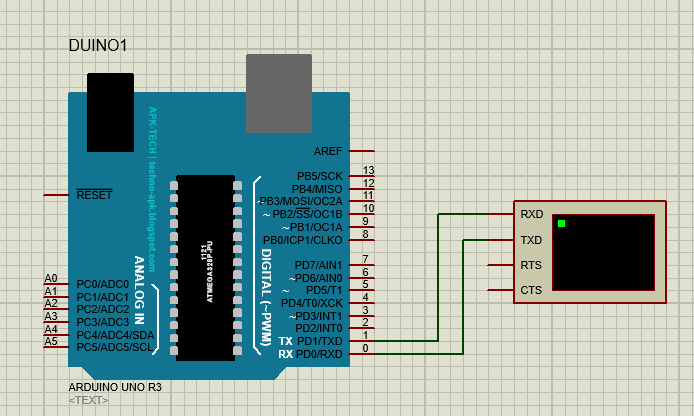 DUINO1
APK-TECH | techno-apk.blogspot.com
RESET
A0 PC0/ADC0
A1 PC1/ADC1
A2 PC2/ADC2
A3 PC3/ADC3
A4 PC4/ADC4/SDA
A5 PC5/ADC5/SCL
ANALOG IN
1121
ATMEGA328P-PU
DIGITAL (~PWM)
AREF
PB5/SCK 13
PB4/MISO 12
~PB3/MOSI/OC2A 11
~PB2/SS/OC1B 10
~PB1/OC1A 9
PB0/ICP1/CLKO 8
PD7/AIN1 7
~PD6/AIN0 6
~PD5/T1 5
PD4/T0/XCK 4
~PD3/INT1 3
PD2/INT0 2
TX PD1/TXD 1
RX PD0/RXD 0
ARDUINO UNO R3
<TEXT>
RXD
TXD
RTS
CTS